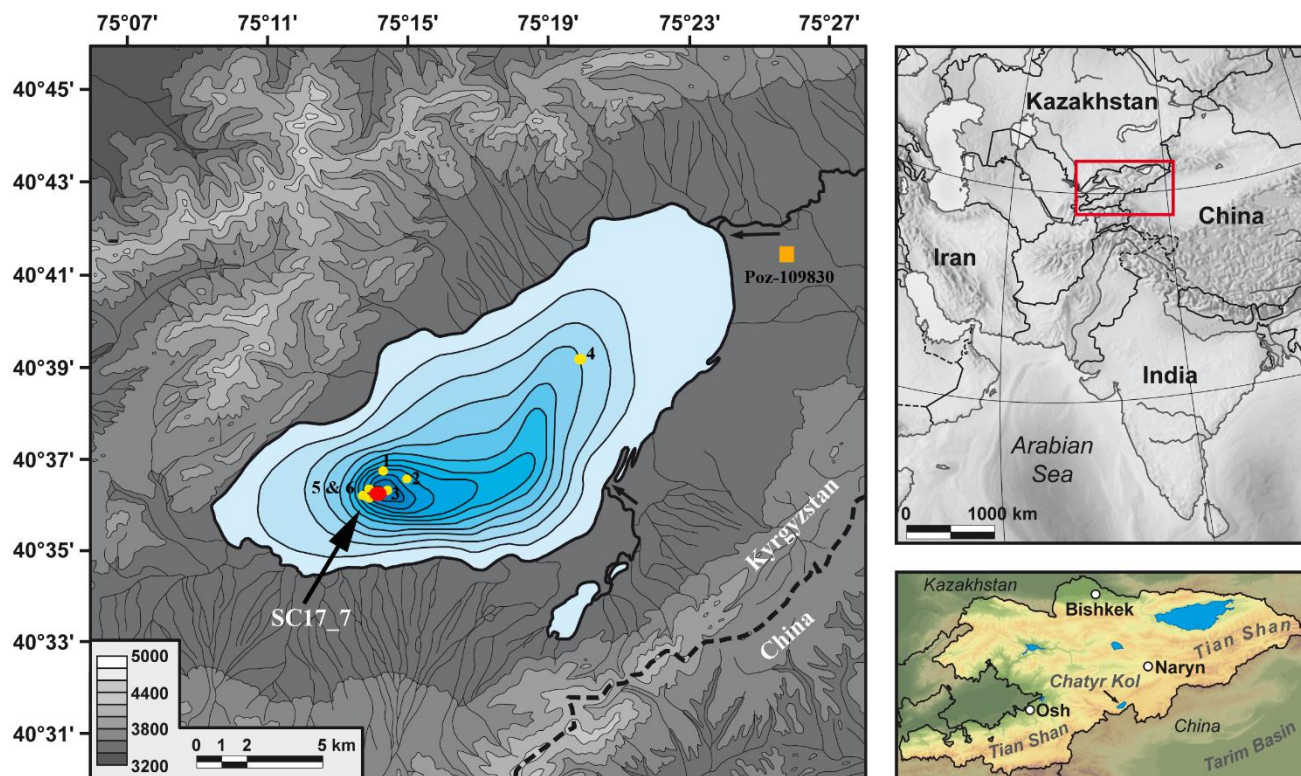 75°07' 75°11' 75°15' 75°19' 75°23' 75°27'
40°45'
40°43'
40°41'
40°39'
40°37'
40°35'
40°33'
40°31'
Poz-109830
4
1
2
5 & 6
3
SC17_7
Kyrgyzstan
China
5000
4400
3800
3200
0 1 2 5 km
Kazakhstan
China
Iran
India
Arabian
Sea
0 1000 km
Kazakhstan
Bishkek
Tian Shan
Naryn
Chatyr Kol
Osh
China
Tian Shan
Tarim Basin